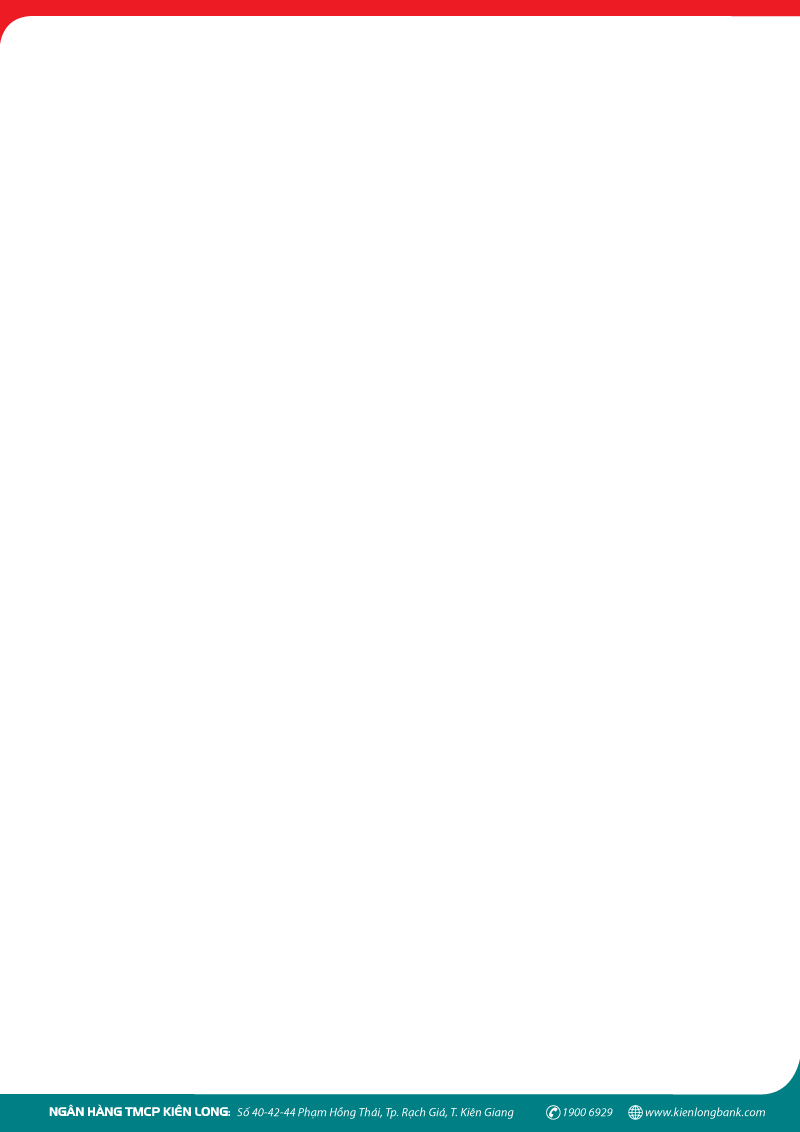 NGÂN HÀNG TMCP KIÊN LONG: Số 40-42-44 Phạm Hồng Thái, Tp. Rạch Giá, T. Kiên Giang 1900 6929 www.kienlongbank.com